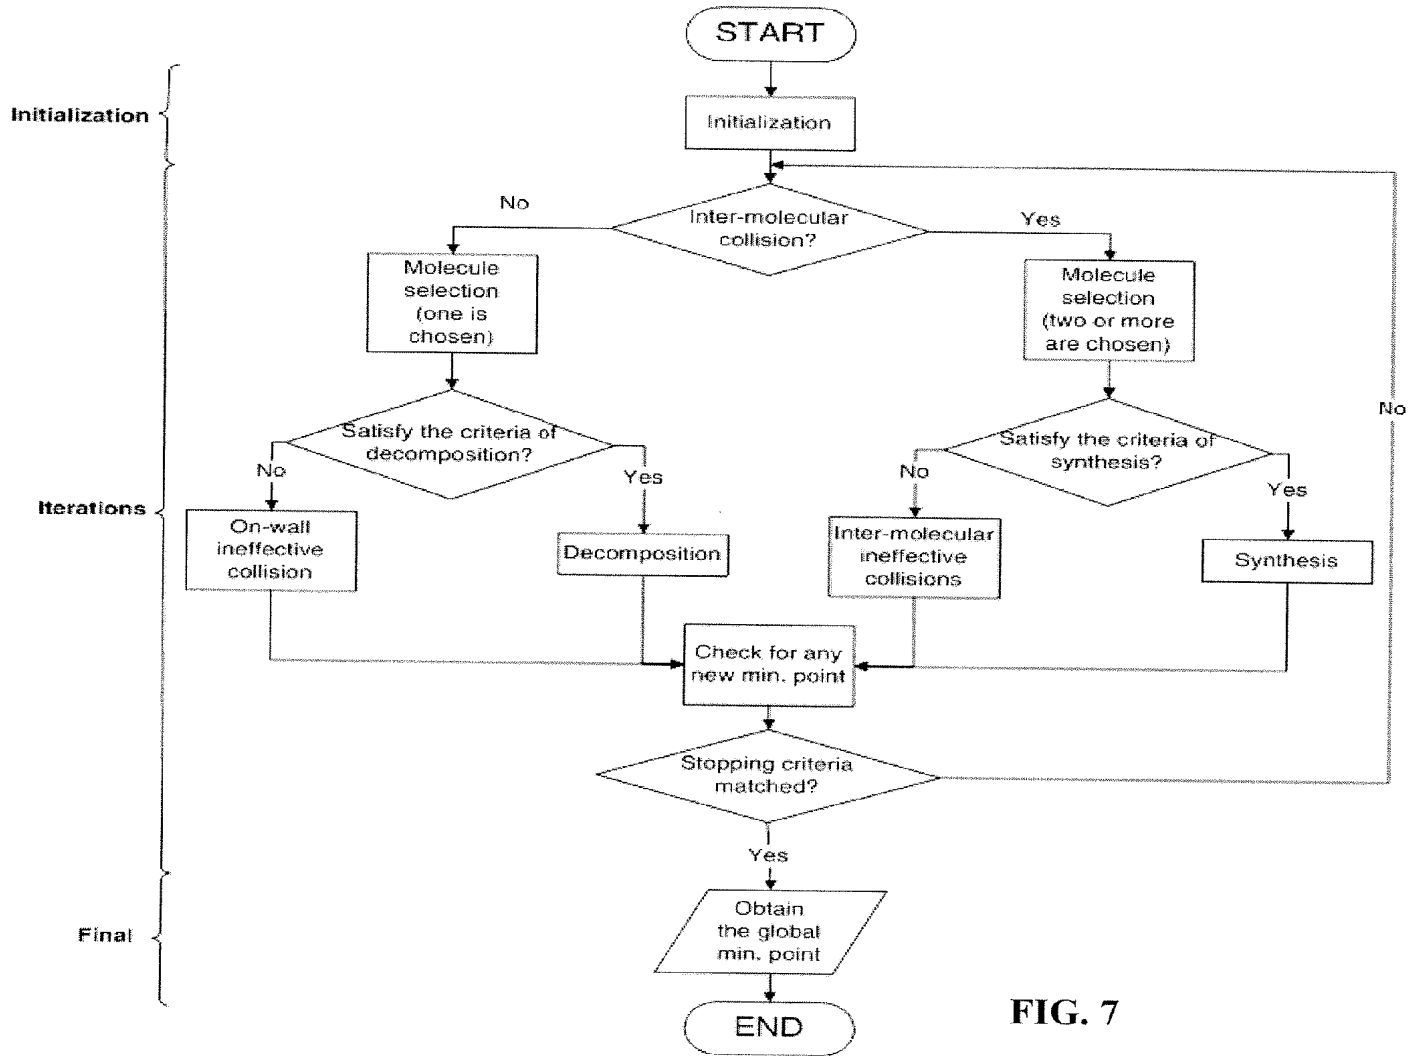 START
Initialization
Initialization
Inter-molecular
collision?
No
Yes
Molecule
selection
(one is
chosen)
Molecule
selection
(two or more
are chosen)
No
Satisfy the criteria of
decomposition?
Satisfy the criteria of
synthesis?
No
Yes
No
Yes
Iterations
On-wall
ineffective
collision
Decomposition
Inter-molecular
ineffective
collisions
Synthesis
Check for any
new min. point
Stopping criteria
matched?
Yes
Final
Obtain
the global
min. point
END
FIG. 7